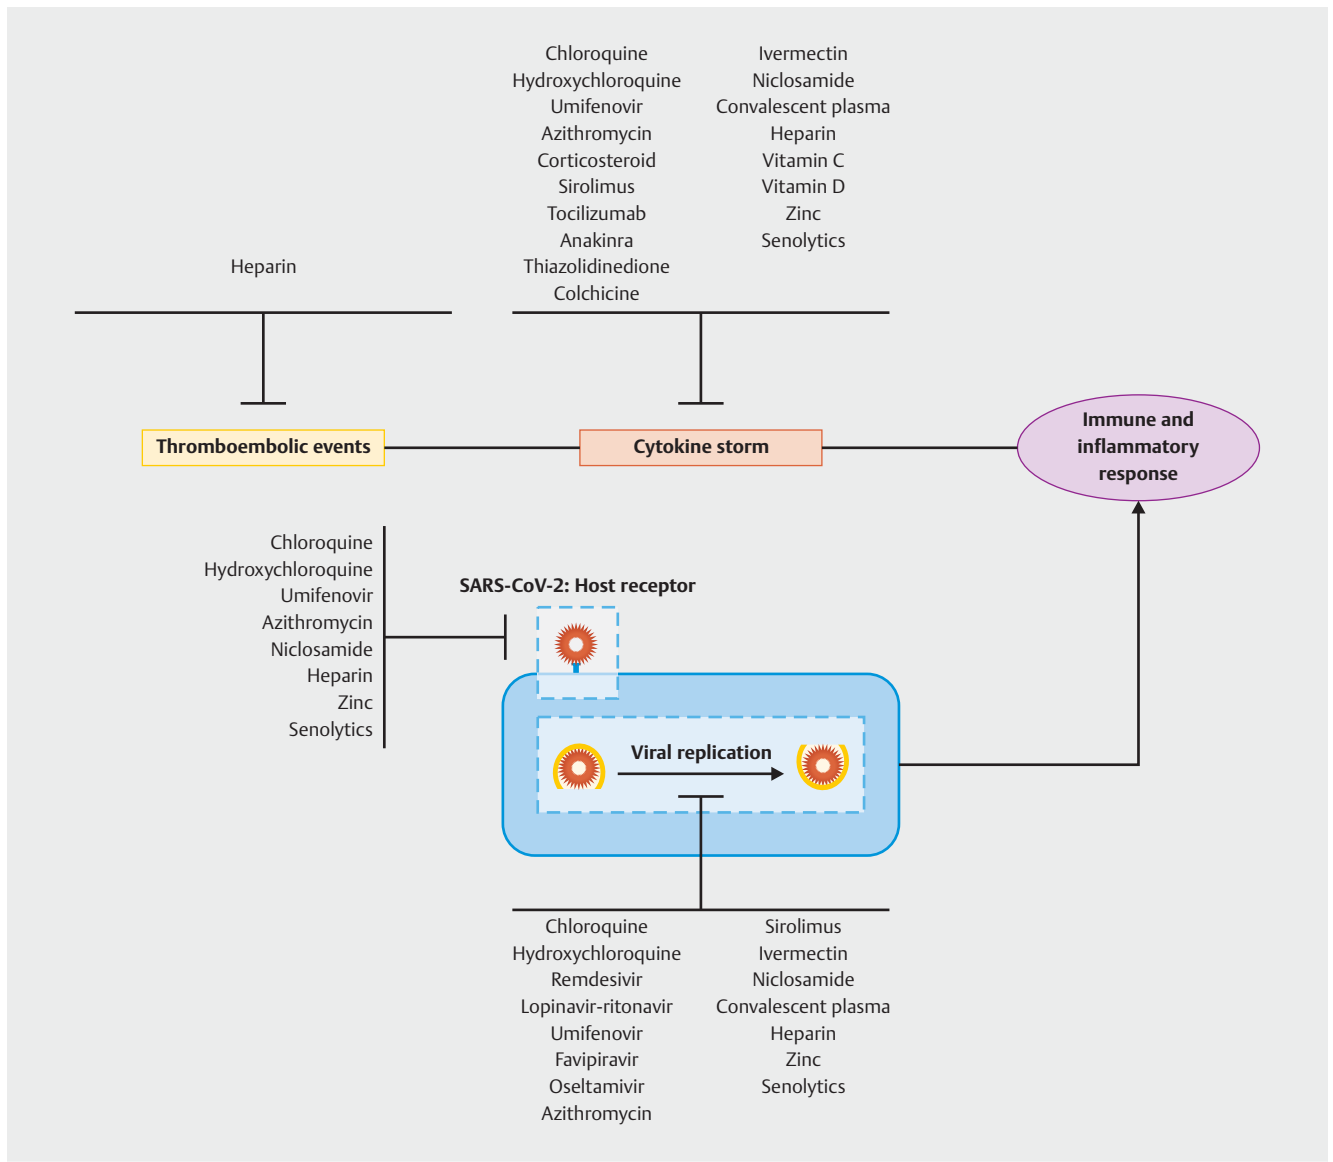 Chloroquine
Hydroxychloroquine
Umifenovir
Azithromycin
Corticosteroid
Sirolimus
Tocilizumab
Anakinra
Thiazolidinedione
Colchicine
Ivermectin
Niclosamide
Convalescent plasma
Heparin
Vitamin C
Vitamin D
Zinc
Senolytics
Heparin
Thromboembolic events
Cytokine storm
Immune and
inflammatory
response
Chloroquine
Hydroxychloroquine
Umifenovir
Azithromycin
Niclosamide
Heparin
Zinc
Senolytics
SARS-CoV-2: Host receptor
Viral replication
Chloroquine
Hydroxychloroquine
Remdesivir
Lopinavir-ritonavir
Umifenovir
Favipiravir
Oseltamivir
Azithromycin
Sirolimus
Ivermectin
Niclosamide
Convalescent plasma
Heparin
Zinc
Senolytics